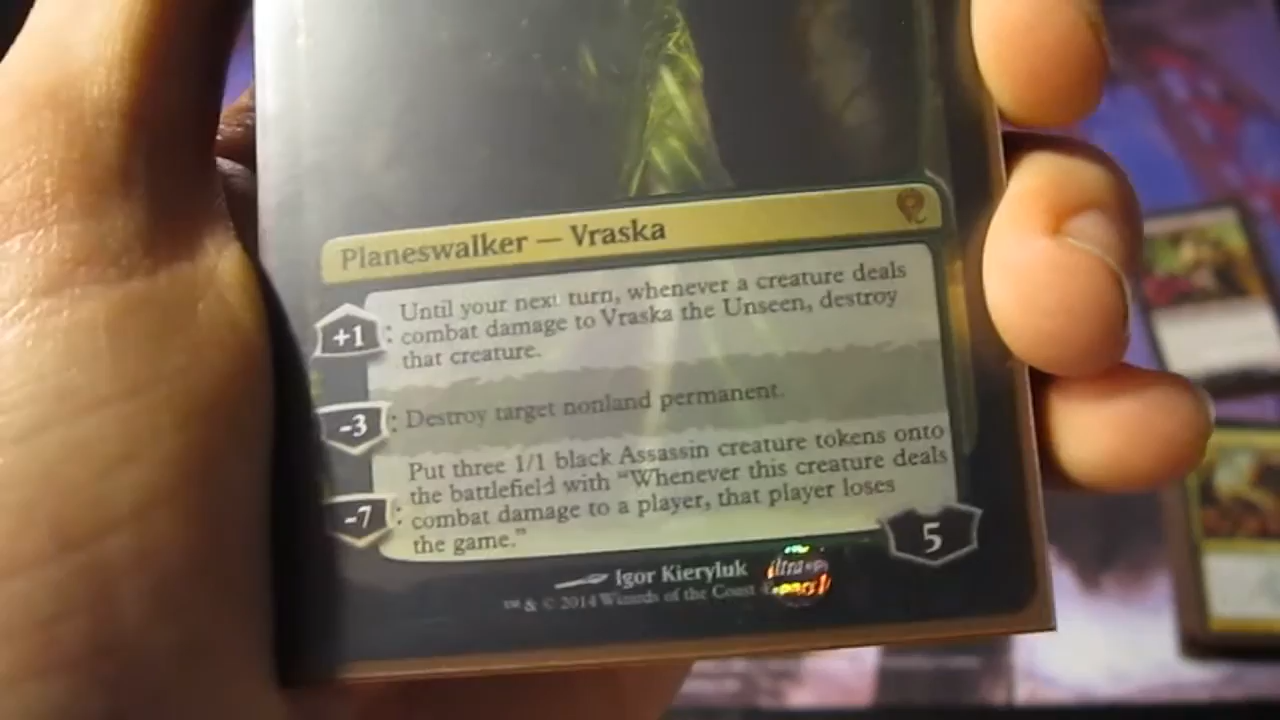 Planeswalker — Vraska
Until your next turn, whenever a creature deals
+1 : combat damage to Vraska the Unseen, destroy
that creature.
-3 : Destroy target nonland permanent.
Put three 1/1 black Assassin creature tokens onto
the battlefield with “Whenever this creature deals
-7 : combat damage to a player, that player loses
the game.”
5
Igor Kieryluk
™ & © 2014 Wizards of the Coast